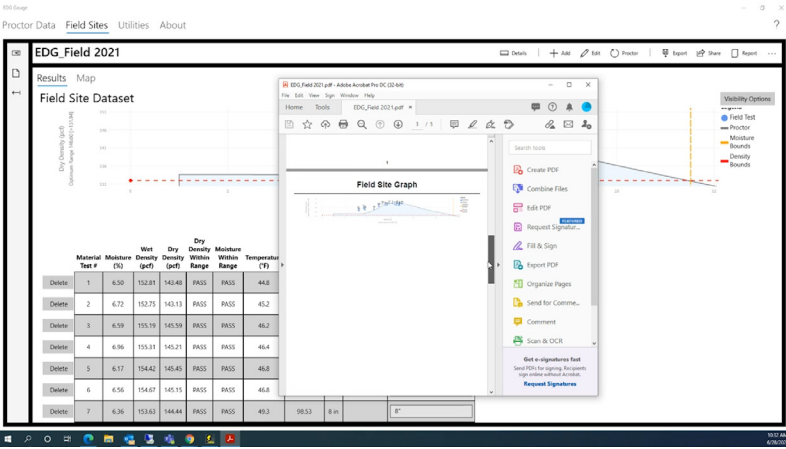 EDG Gauge
Proctor Data Field Sites Utilities About ?
EDG_Field 2021
Details Add Edit Proctor Export Share Report ...
Results Map
Field Site Dataset
Visibility Options
Dry Density (pcf)
Field Test
Proctor
Moisture Bounds
Density Bounds
EDG_Field 2021.pdf - Adobe Acrobat Pro DC (32-bit)
File Edit View Sign Window Help
Home Tools EDG_Field 2021.pdf ×
/ 5
Search tools
Field Site Graph
Create PDF
Combine Files
Edit PDF
FEATURED
Request Signatur...
Fill & Sign
Export PDF
Organize Pages
Send for Comme...
Comment
Scan & OCR
Get e-signatures fast
Send PDFs for signing. Recipients
sign online without Acrobat.
Request Signatures
Material Test # Moisture (%) Wet Density (pcf) Dry Density (pcf) Dry Density Within Range Moisture Within Range Temperatur (°F)
Delete 1 6.50 152.81 143.48 PASS PASS 44.8
Delete 2 6.72 152.75 143.13 PASS PASS 45.2
Delete 3 6.59 155.19 145.59 PASS PASS 46.2
Delete 4 6.96 155.31 145.21 PASS PASS 46.4
Delete 5 6.17 154.42 145.45 PASS PASS 46.8
Delete 6 6.56 154.67 145.15 PASS PASS 46.8
Delete 7 6.36 153.63 144.44 PASS PASS 49.3 98.53 8 in 8"
10:32 AM